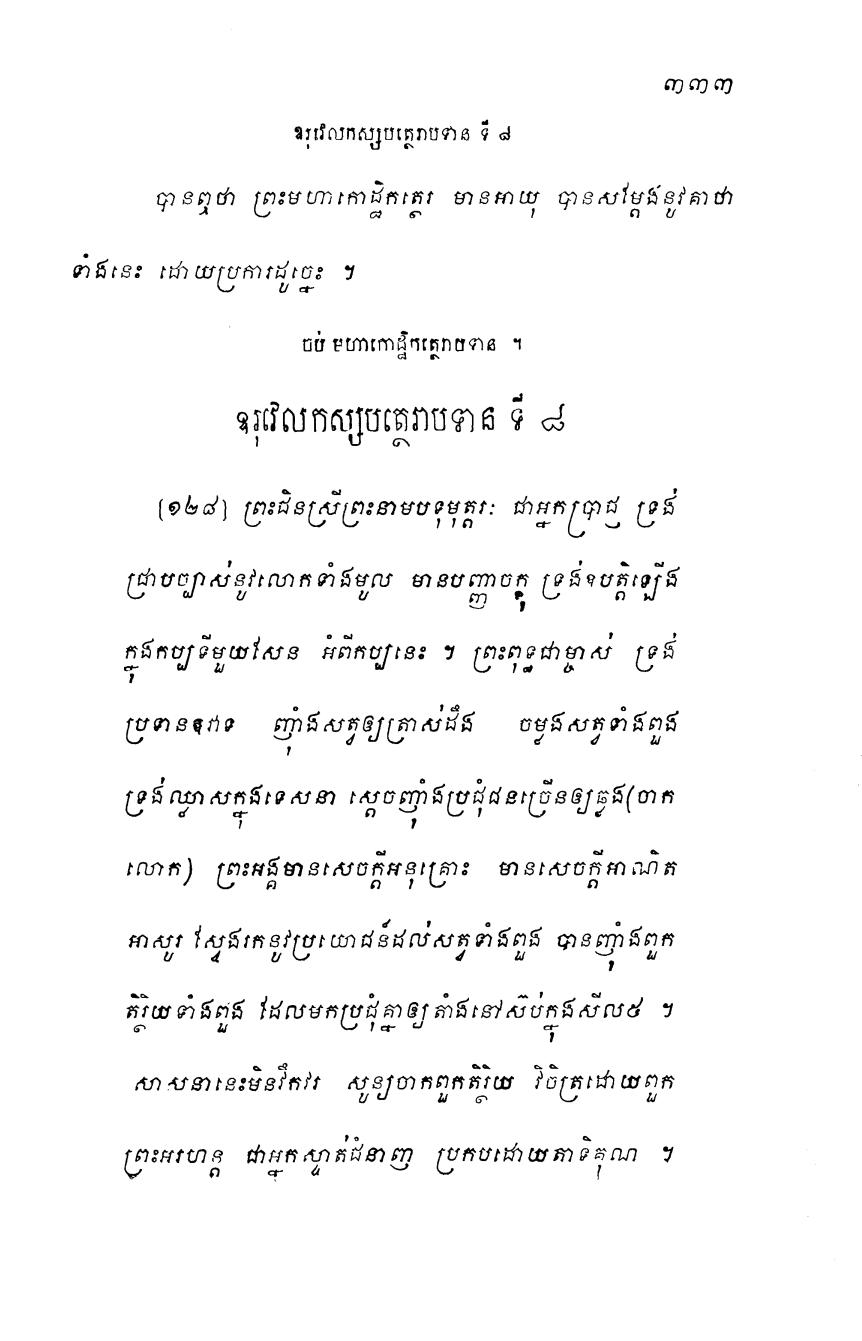 ៣៣៣
ឧរុវេលកស្សបត្ថេរាបទាន ទី ៨
បានឮថា ព្រះមហាកោដ្ឋិកត្ថេរ មានអាយុ បានសម្ដែងនូវគាថា
ទាំងនេះ ដោយប្រការដូច្នេះ ។
ចប់ មហាកោដ្ឋិកត្ថេរាបទាន ។
ឧរុវេលកស្សបត្ថេរាបទាន ទី ៨
[១២៨] ព្រះជិនស្រីព្រះនាមបទុមុត្តរៈ ជាអ្នកប្រាជ្ញ ទ្រង់
ជ្រាបច្បាស់នូវលោកទាំងមូល មានបញ្ញាចក្ខុ ទ្រង់ឧបត្តិឡើង
ក្នុងកប្បទីមួយសែន អំពីកប្បនេះ ។ ព្រះពុទ្ធជាម្ចាស់ ទ្រង់
ប្រទានឱវាទ ញុំាងសត្វឲ្យត្រាស់ដឹង ចម្លងសត្វទាំងពួង
ទ្រង់ឈ្លាសក្នុងទេសនា ស្ដេចញុំាងប្រជុំជនច្រើនឲ្យឆ្លង(ចាក
លោក) ព្រះអង្គមានសេចក្ដីអនុគ្រោះ មានសេចក្ដីអាណិត
អាសូរ ស្វែងរកនូវប្រយោជន៍ដល់សត្វទាំងពួង បានញុំាងពួក
តិរ្ថិយទាំងពួង ដែលមកប្រជុំគ្នាឲ្យតាំងនៅស៊ប់ក្នុងសីល៥ ។
សាសនានេះមិនវឹកវរ សូន្យចាកពួកតិរ្ថិយ វិចិត្រដោយពួក
ព្រះអរហន្ត ជាអ្នកស្ទាត់ជំនាញ ប្រកបដោយតាទិគុណ ។